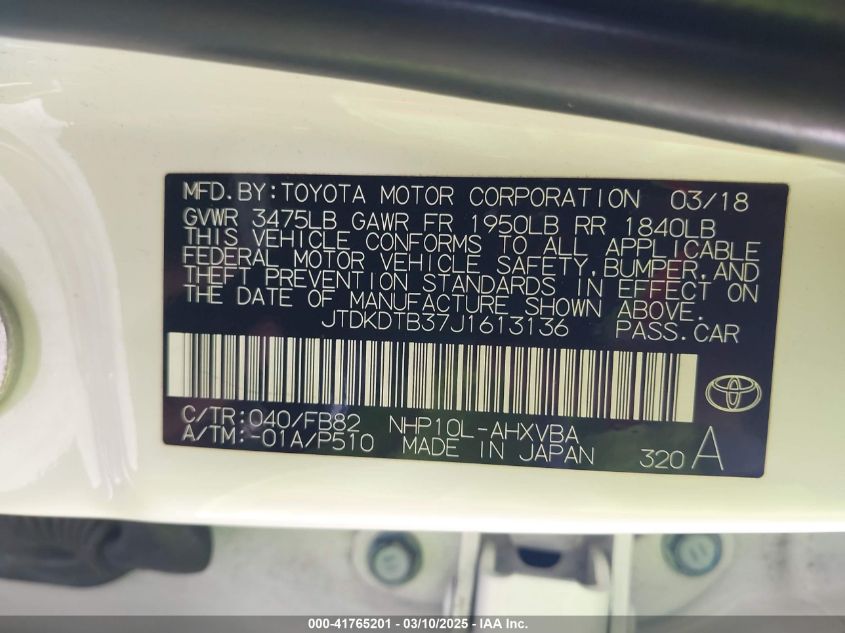 MFD.BY:TOYOTA MOTOR CORPORATION 03/18
GVWR 3475LB GAWR FR 1950LB RR 1840LB
THIS VEHICLE CONFORMS TO ALL APPLICABLE
FEDERAL MOTOR VEHICLE SAFETY,BUMPER,AND
THEFT PREVENTION STANDARDS IN EFFECT ON
THE DATE OF MANUFACTURE SHOWN ABOVE.
JTDKDTB37J1613136 PASS.CAR
C/TR:040/FB82 NHP10L-AHXVBA
A/TM:-01A/P510 MADE IN JAPAN 320 A
000-41765201 - 03/10/2025 - IAA Inc.